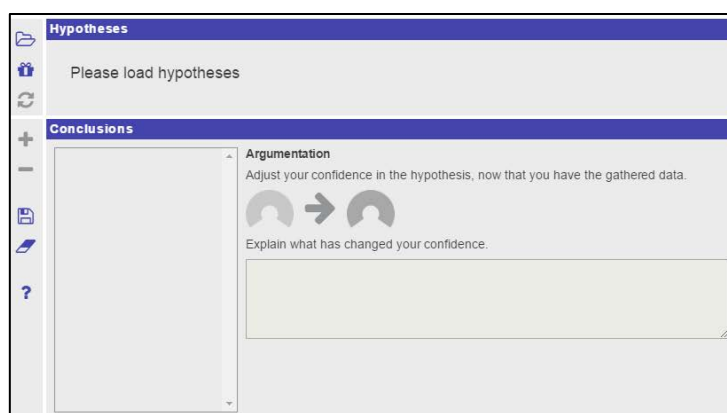 Hypotheses
Please load hypotheses
Conclusions
Argumentation
Adjust your confidence in the hypothesis, now that you have the gathered data.
Explain what has changed your confidence.
?